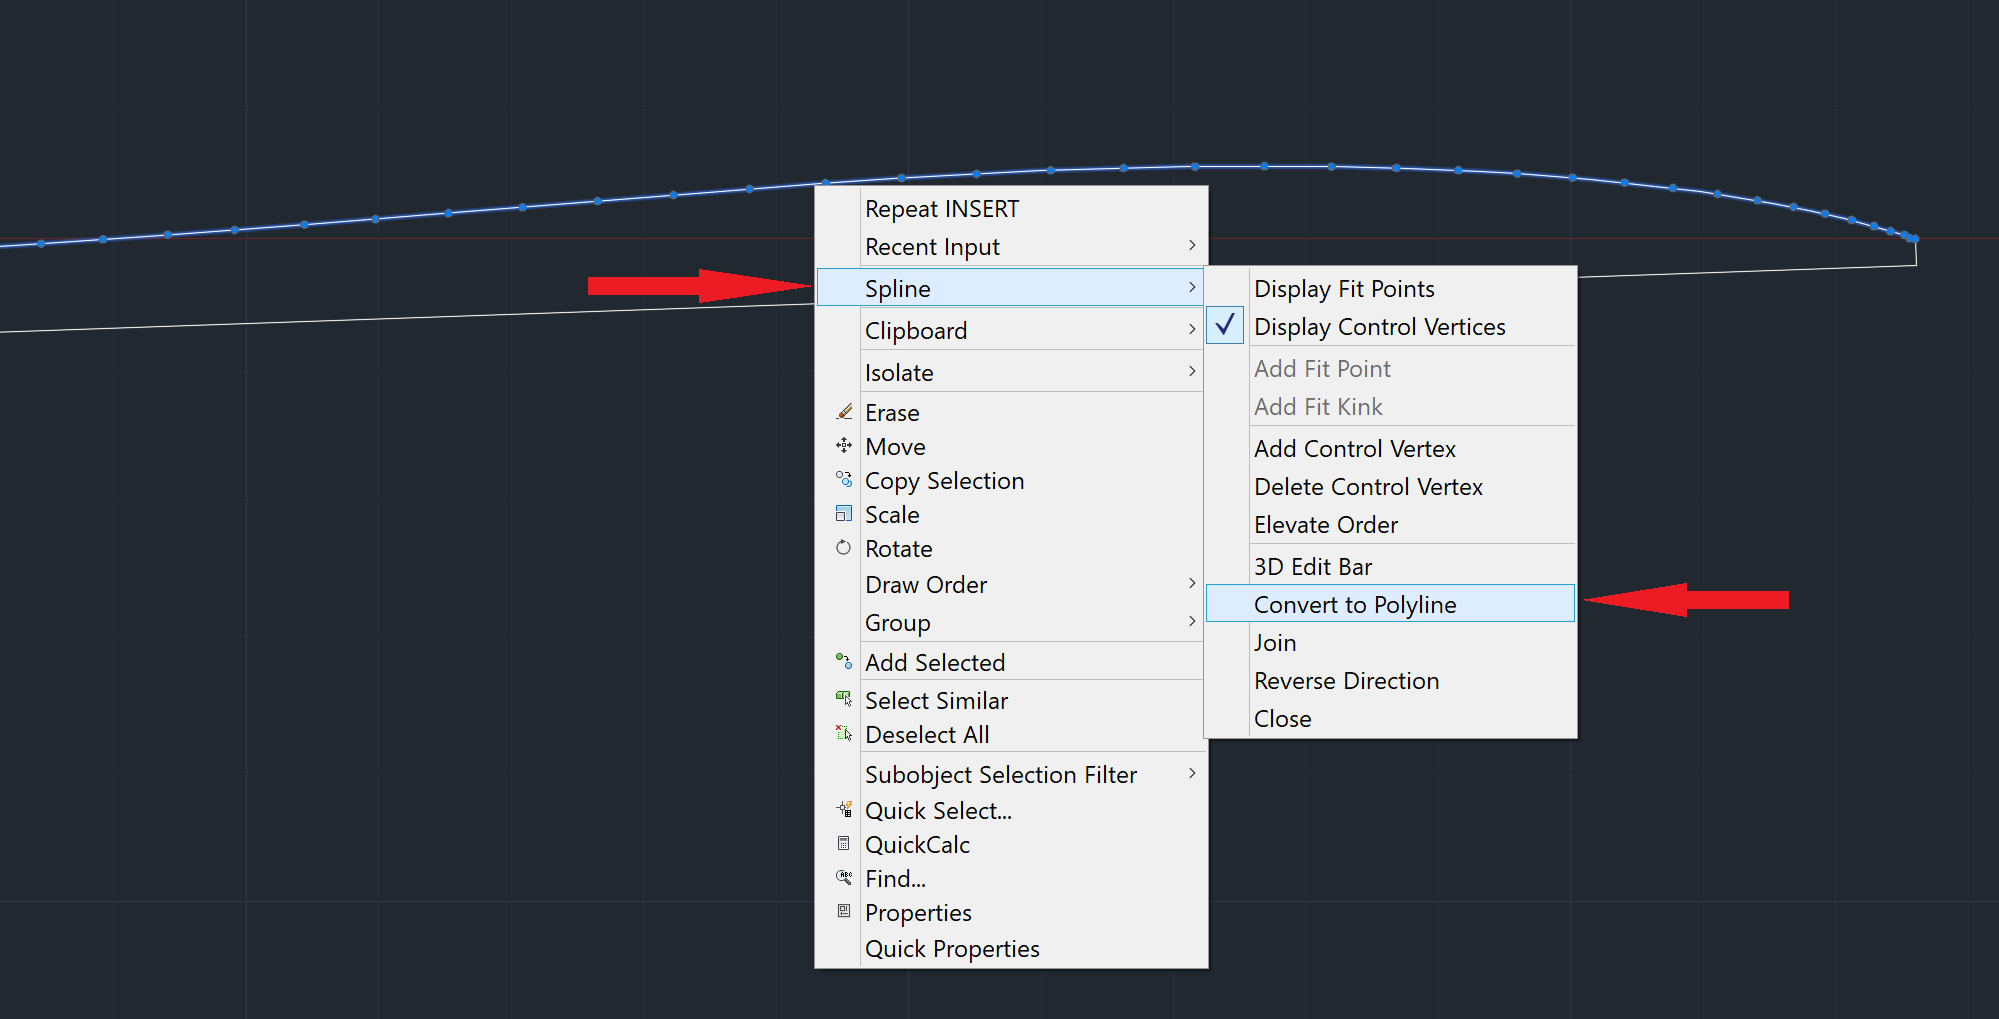 Repeat INSERT
Recent Input
Spline
Clipboard
Isolate
Erase
Move
Copy Selection
Scale
Rotate
Draw Order
Group
Add Selected
Select Similar
Deselect All
Subobject Selection Filter
Quick Select...
QuickCalc
Find...
Properties
Quick Properties
Display Fit Points
Display Control Vertices
Add Fit Point
Add Fit Kink
Add Control Vertex
Delete Control Vertex
Elevate Order
3D Edit Bar
Convert to Polyline
Join
Reverse Direction
Close